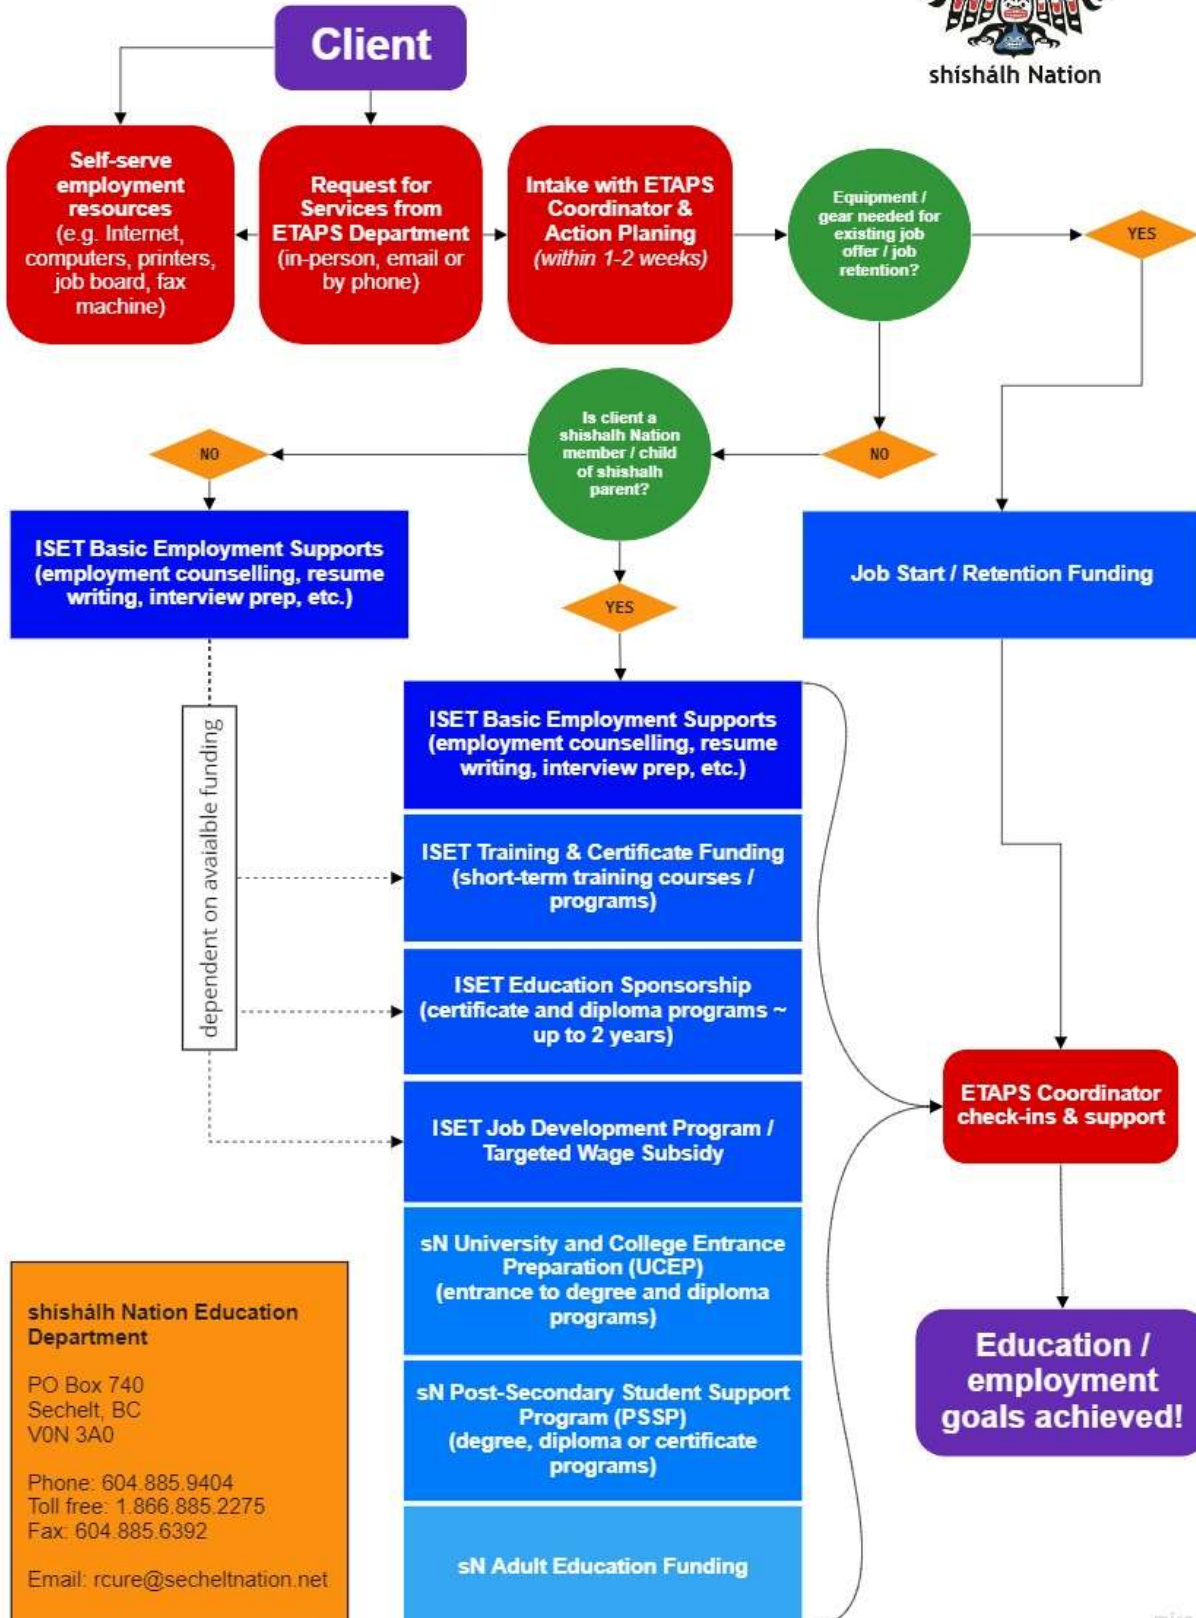 Client
shíshálh Nation
Self-serve
employment
resources
(e.g. Internet,
computers, printers,
job board, fax
machine)
Request for
Services from
ETAPS Department
(in-person, email or
by phone)
Intake with ETAPS
Coordinator &
Action Planing
(within 1-2 weeks)
Equipment /
gear needed for
existing job
offer / job
retention?
YES
NO
Is client a
shishalh Nation
member / child
of shishalh
parent?
NO
YES
ISET Basic Employment Supports
(employment counselling, resume
writing, interview prep, etc.)
Job Start / Retention Funding
dependent on avaialble funding
ISET Basic Employment Supports
(employment counselling, resume
writing, interview prep, etc.)
ISET Training & Certificate Funding
(short-term training courses /
programs)
ISET Education Sponsorship
(certificate and diploma programs ~
up to 2 years)
ISET Job Development Program /
Targeted Wage Subsidy
sN University and College Entrance
Preparation (UCEP)
(entrance to degree and diploma
programs)
sN Post-Secondary Student Support
Program (PSSP)
(degree, diploma or certificate
programs)
sN Adult Education Funding
ETAPS Coordinator
check-ins & support
Education /
employment
goals achieved!
shíshálh Nation Education
Department
PO Box 740
Sechelt, BC
V0N 3A0
Phone: 604.885.9404
Toll free: 1.866.885.2275
Fax: 604.885.6392
Email: rcure@secheltnation.net